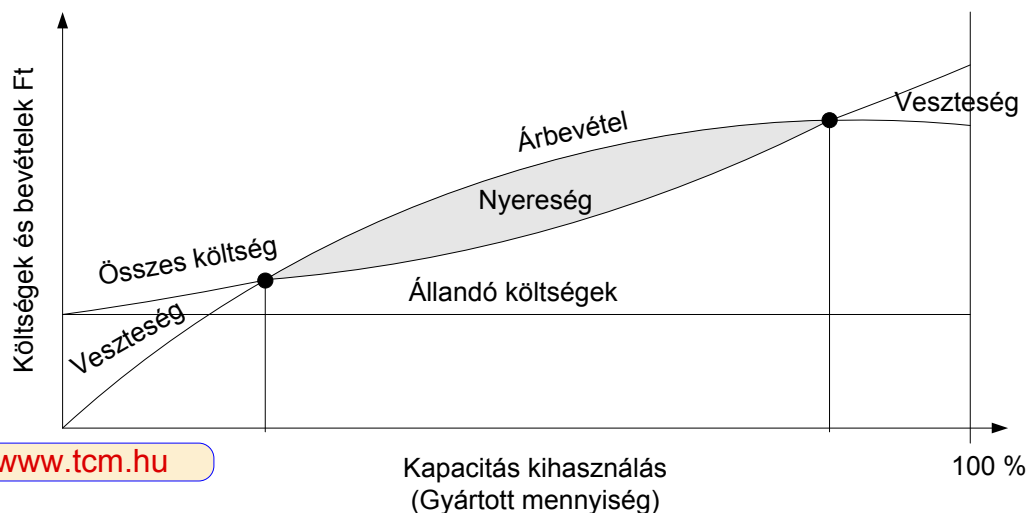 Költségek és bevételek Ft
Veszteség
Árbevétel
Nyereség
Összes költség
Állandó költségek
Veszteség
www.tcm.hu
Kapacitás kihasználás
(Gyártott mennyiség)
100 %